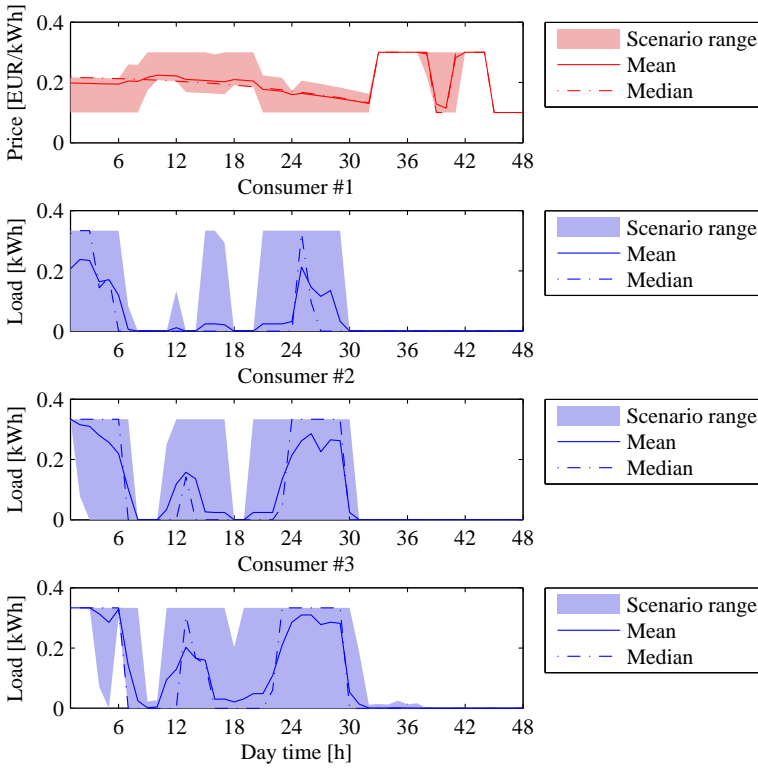 Price [EUR/kWh]
0.4
0.2
0
6 12 18 24 30 36 42 48
Scenario range
Mean
Median
Consumer #1
Load [kWh]
0.4
0.2
0
6 12 18 24 30 36 42 48
Scenario range
Mean
Median
Consumer #2
Load [kWh]
0.4
0.2
0
6 12 18 24 30 36 42 48
Scenario range
Mean
Median
Consumer #3
Load [kWh]
0.4
0.2
0
6 12 18 24 30 36 42 48
Day time [h]
Scenario range
Mean
Median